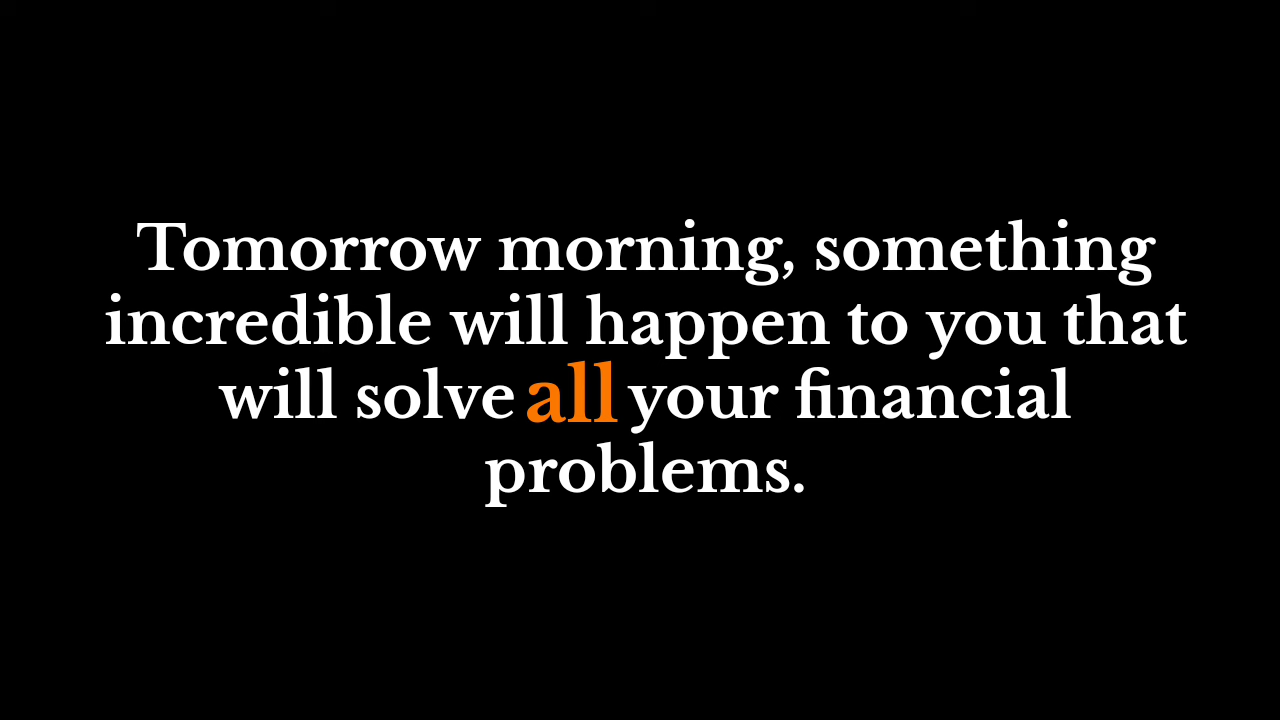 Tomorrow morning, something
incredible will happen to you that
will solve all your financial
problems.